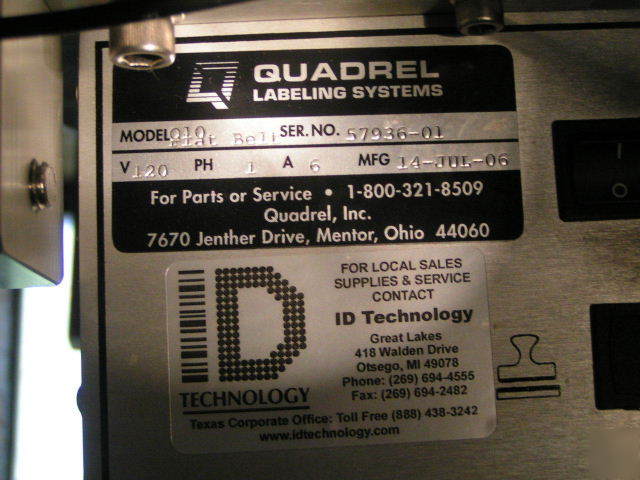 QUADREL
LABELING SYSTEMS
MODEL Q10 Flat Belt SER. NO. 57936-01
V 120 PH 1 A 6 MFG 14-JUL-06
For Parts or Service • 1-800-321-8509
Quadrel, Inc.
7670 Jenther Drive, Mentor, Ohio 44060
FOR LOCAL SALES
SUPPLIES & SERVICE
CONTACT
ID Technology
Great Lakes
418 Walden Drive
Otsego, MI 49078
Phone: (269) 694-4555
Fax: (269) 694-2482
ID
TECHNOLOGY
Texas Corporate Office: Toll Free (888) 438-3242
www.idtechnology.com